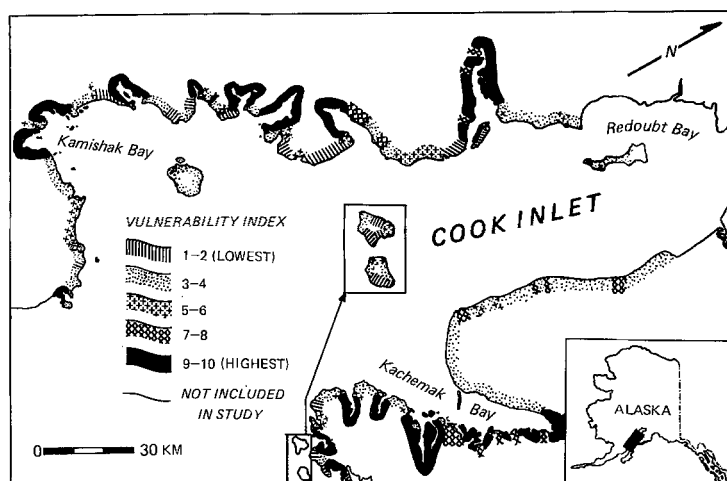 N
Redoubt Bay
Kamishak Bay
COOK INLET
VULNERABILITY INDEX
1–2 (LOWEST)
3–4
5–6
7–8
9–10 (HIGHEST)
NOT INCLUDED
IN STUDY
Kachemak
Bay
ALASKA
0 30 KM